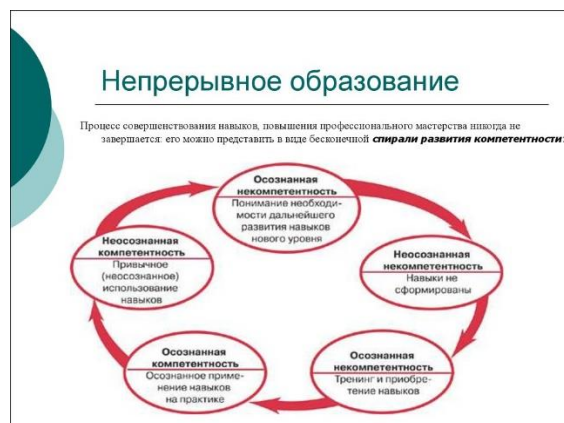 Непрерывное образование
Процесс совершенствования навыков, повышения профессионального мастерства никогда не
завершается: его можно представить в виде бесконечной спирали развития компетентности:
Осознанная
некомпетентность
Понимание необходи-
мости дальнейшего
развития навыков
нового уровня
Неосознанная
некомпетентность
Навыки не
сформированы
Осознанная
некомпетентность
Тренинг и приобре-
тение навыков
Осознанная
компетентность
Осознанное приме-
нение навыков
на практике
Неосознанная
компетентность
Привычное
(неосознанное)
использование
навыков